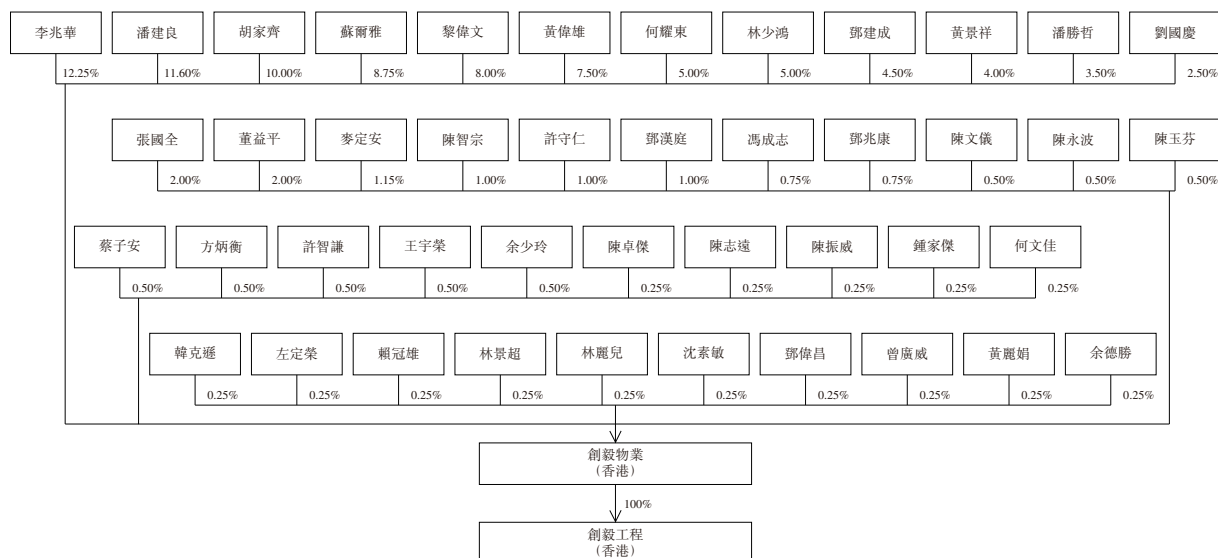 李兆華 潘建良 胡家齊 蘇爾雅 黎偉文 黃偉雄 何耀東 林少鴻 鄧建成 黃景祥 潘勝哲 劉國慶
12.25% 11.60% 10.00% 8.75% 8.00% 7.50% 5.00% 5.00% 4.50% 4.00% 3.50% 2.50%
張國全 董益平 麥定安 陳智宗 許守仁 鄧漢庭 馮成志 鄧兆康 陳文儀 陳永波 陳玉芬
2.00% 2.00% 1.15% 1.00% 1.00% 1.00% 0.75% 0.75% 0.50% 0.50% 0.50%
蔡子安 方炳衡 許智謙 王宇榮 余少玲 陳卓傑 陳志遠 陳振威 鍾家傑 何文佳
0.50% 0.50% 0.50% 0.50% 0.50% 0.25% 0.25% 0.25% 0.25% 0.25%
韓克遜 左定榮 賴冠雄 林景超 林麗兒 沈素敏 鄧偉昌 曾廣威 黃麗娟 余德勝
0.25% 0.25% 0.25% 0.25% 0.25% 0.25% 0.25% 0.25% 0.25% 0.25%
創毅物業
(香港)
100%
創毅工程
(香港)